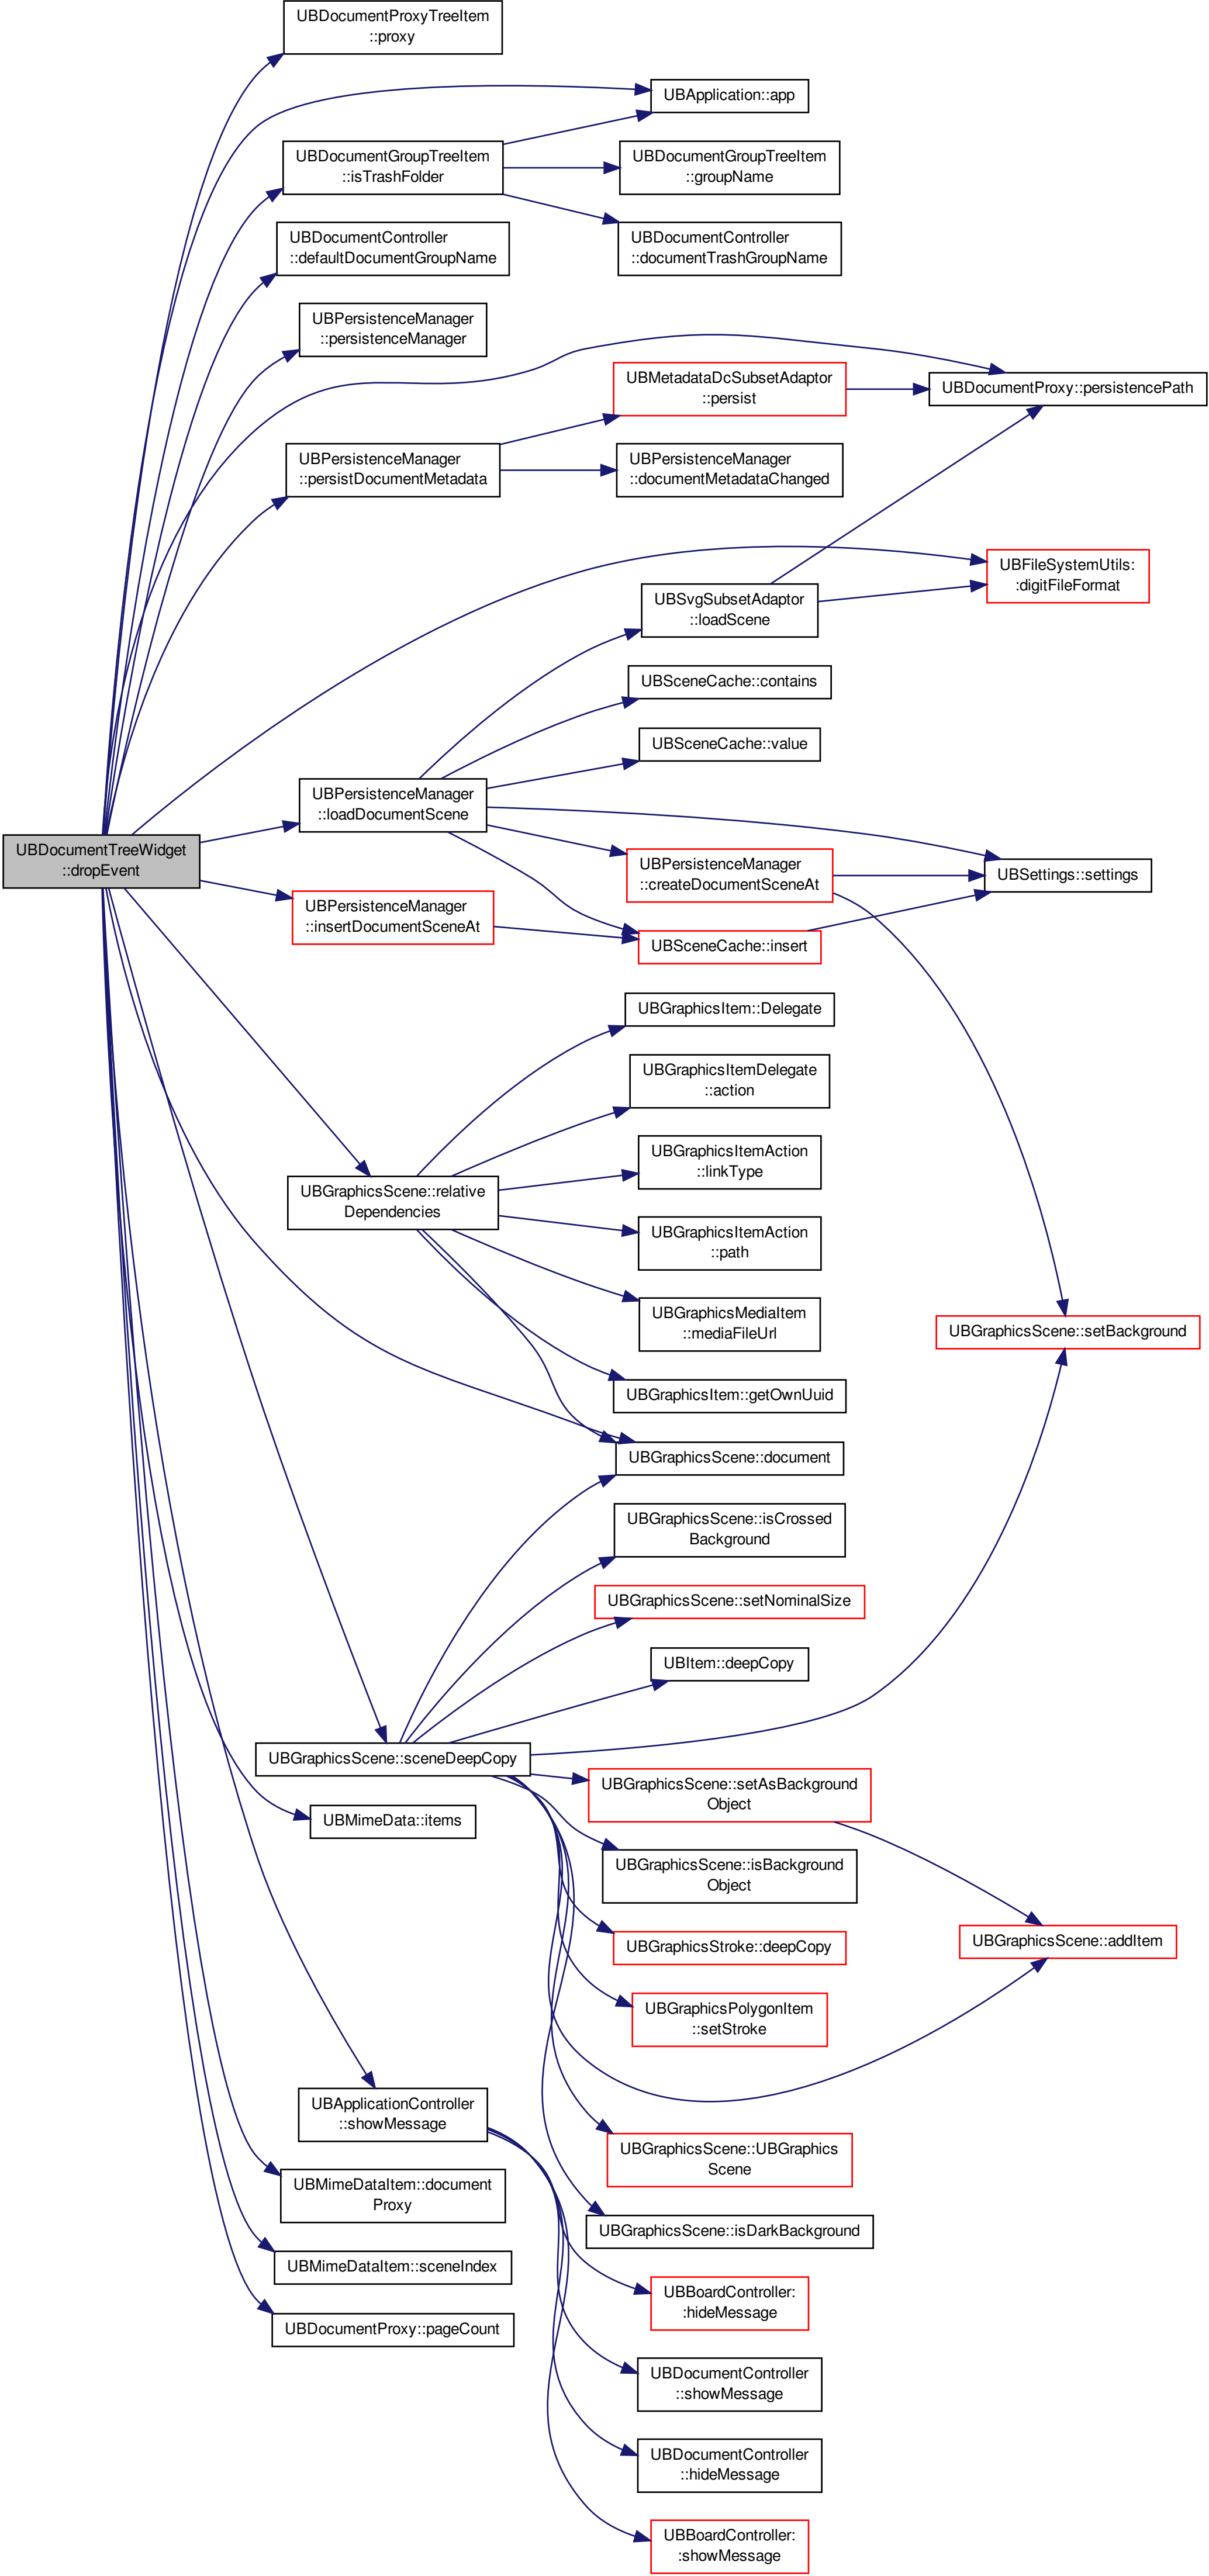 UBDocumentProxyTreeItem
::proxy
UBApplication::app
UBDocumentGroupTreeItem
::isTrashFolder
UBDocumentGroupTreeItem
::groupName
UBDocumentController
::documentTrashGroupName
UBDocumentController
::defaultDocumentGroupName
UBPersistenceManager
::persistenceManager
UBMetadataDcSubsetAdaptor
::persist
UBDocumentProxy::persistencePath
UBPersistenceManager
::persistDocumentMetadata
UBPersistenceManager
::documentMetadataChanged
UBFileSystemUtils:
:digitFileFormat
UBSvgSubsetAdaptor
::loadScene
UBSceneCache::contains
UBSceneCache::value
UBPersistenceManager
::loadDocumentScene
UBDocumentTreeWidget
::dropEvent
UBPersistenceManager
::createDocumentSceneAt
UBSettings::settings
UBPersistenceManager
::insertDocumentSceneAt
UBSceneCache::insert
UBGraphicsItem::Delegate
UBGraphicsItemDelegate
::action
UBGraphicsItemAction
::linkType
UBGraphicsScene::relative
Dependencies
UBGraphicsItemAction
::path
UBGraphicsMediaItem
::mediaFileUrl
UBGraphicsScene::setBackground
UBGraphicsItem::getOwnUuid
UBGraphicsScene::document
UBGraphicsScene::isCrossed
Background
UBGraphicsScene::setNominalSize
UBItem::deepCopy
UBGraphicsScene::sceneDeepCopy
UBGraphicsScene::setAsBackground
Object
UBMimeData::items
UBGraphicsScene::isBackground
Object
UBGraphicsStroke::deepCopy
UBGraphicsScene::addItem
UBGraphicsPolygonItem
::setStroke
UBApplicationController
::showMessage
UBGraphicsScene::UBGraphics
Scene
UBMimeDataItem::document
Proxy
UBGraphicsScene::isDarkBackground
UBMimeDataItem::sceneIndex
UBBoardController:
:hideMessage
UBDocumentProxy::pageCount
UBDocumentController
::showMessage
UBDocumentController
::hideMessage
UBBoardController:
:showMessage